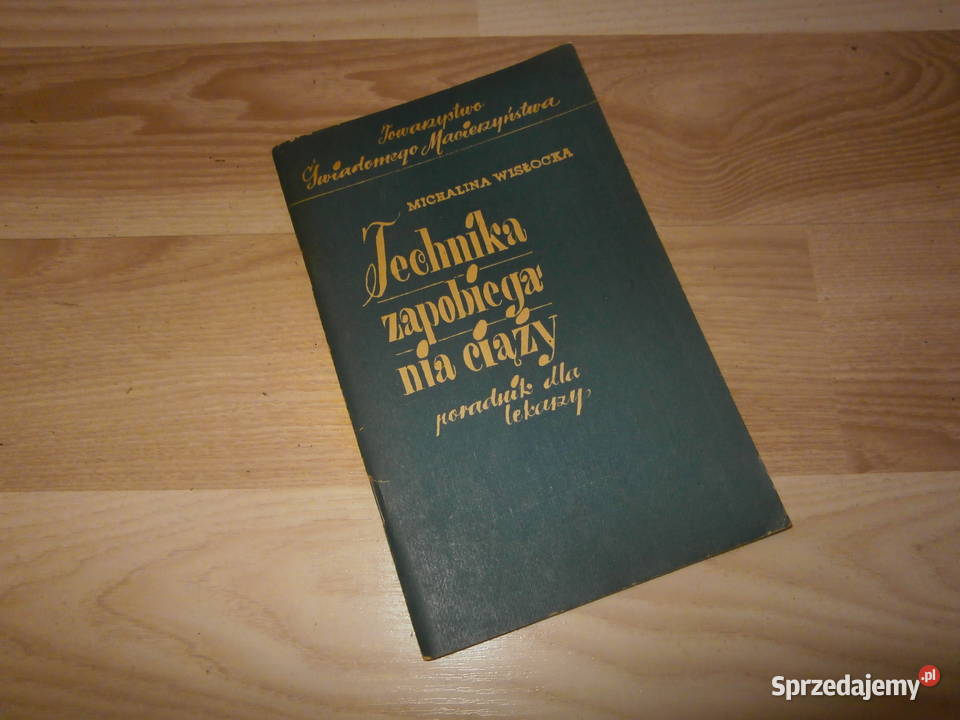 Towarzystwo
Świadomego Macierzyństwa
MICHALINA WISŁOCKA
Technika
zapobiega
nia ciąży
poradnik dla
lekarzy
Sprzedajemy.pl